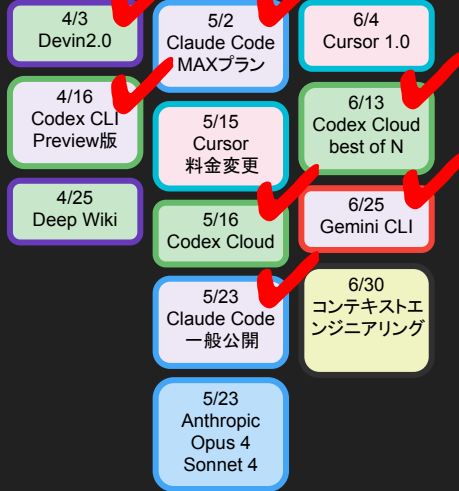 4/3
Devin2.0
4/16
Codex CLI
Preview版
4/25
Deep Wiki
5/2
Claude Code
MAXプラン
5/15
Cursor
料金変更
5/16
Codex Cloud
5/23
Claude Code
一般公開
5/23
Anthropic
Opus 4
Sonnet 4
6/4
Cursor 1.0
6/13
Codex Cloud
best of N
6/25
Gemini CLI
6/30
コンテキストエ
ンジニアリング